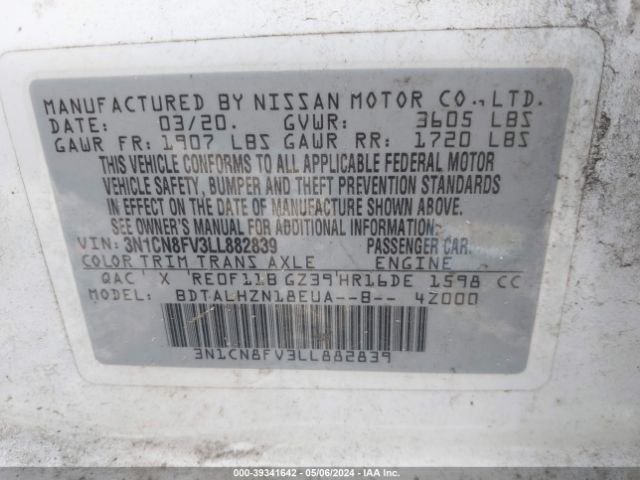 MANUFACTURED BY NISSAN MOTOR CO., LTD.
DATE: 03/20. GVWR: 3605 LBS
GAWR FR: 1907 LBS GAWR RR: 1720 LBS
THIS VEHICLE CONFORMS TO ALL APPLICABLE FEDERAL MOTOR
VEHICLE SAFETY, BUMPER AND THEFT PREVENTION STANDARDS
IN EFFECT ON THE DATE OF MANUFACTURE SHOWN ABOVE.
SEE OWNER'S MANUAL FOR ADDITIONAL INFORMATION.
VIN: 3N1CN8FV3LL882839 PASSENGER CAR.
COLOR TRIM TRANS AXLE ENGINE
QAC X RE0F11B GZ39 HR16DE 1598 CC
MODEL: BDTALHZN18EUA--B-- 4Z000
3N1CN8FV3LL882839
000-39341642 - 05/06/2024 - IAA Inc.